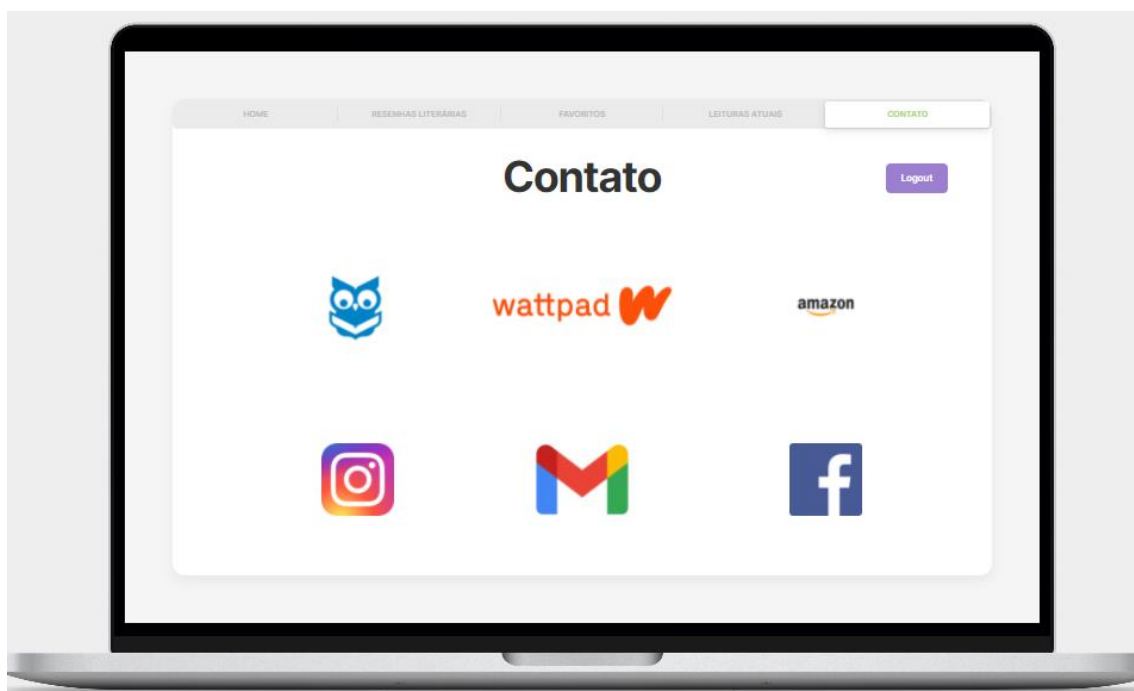 HOME RESENHAS LITERÁRIAS FAVORITOS LEITURAS ATUAIS CONTATO
Contato
Logout
wattpad
amazon